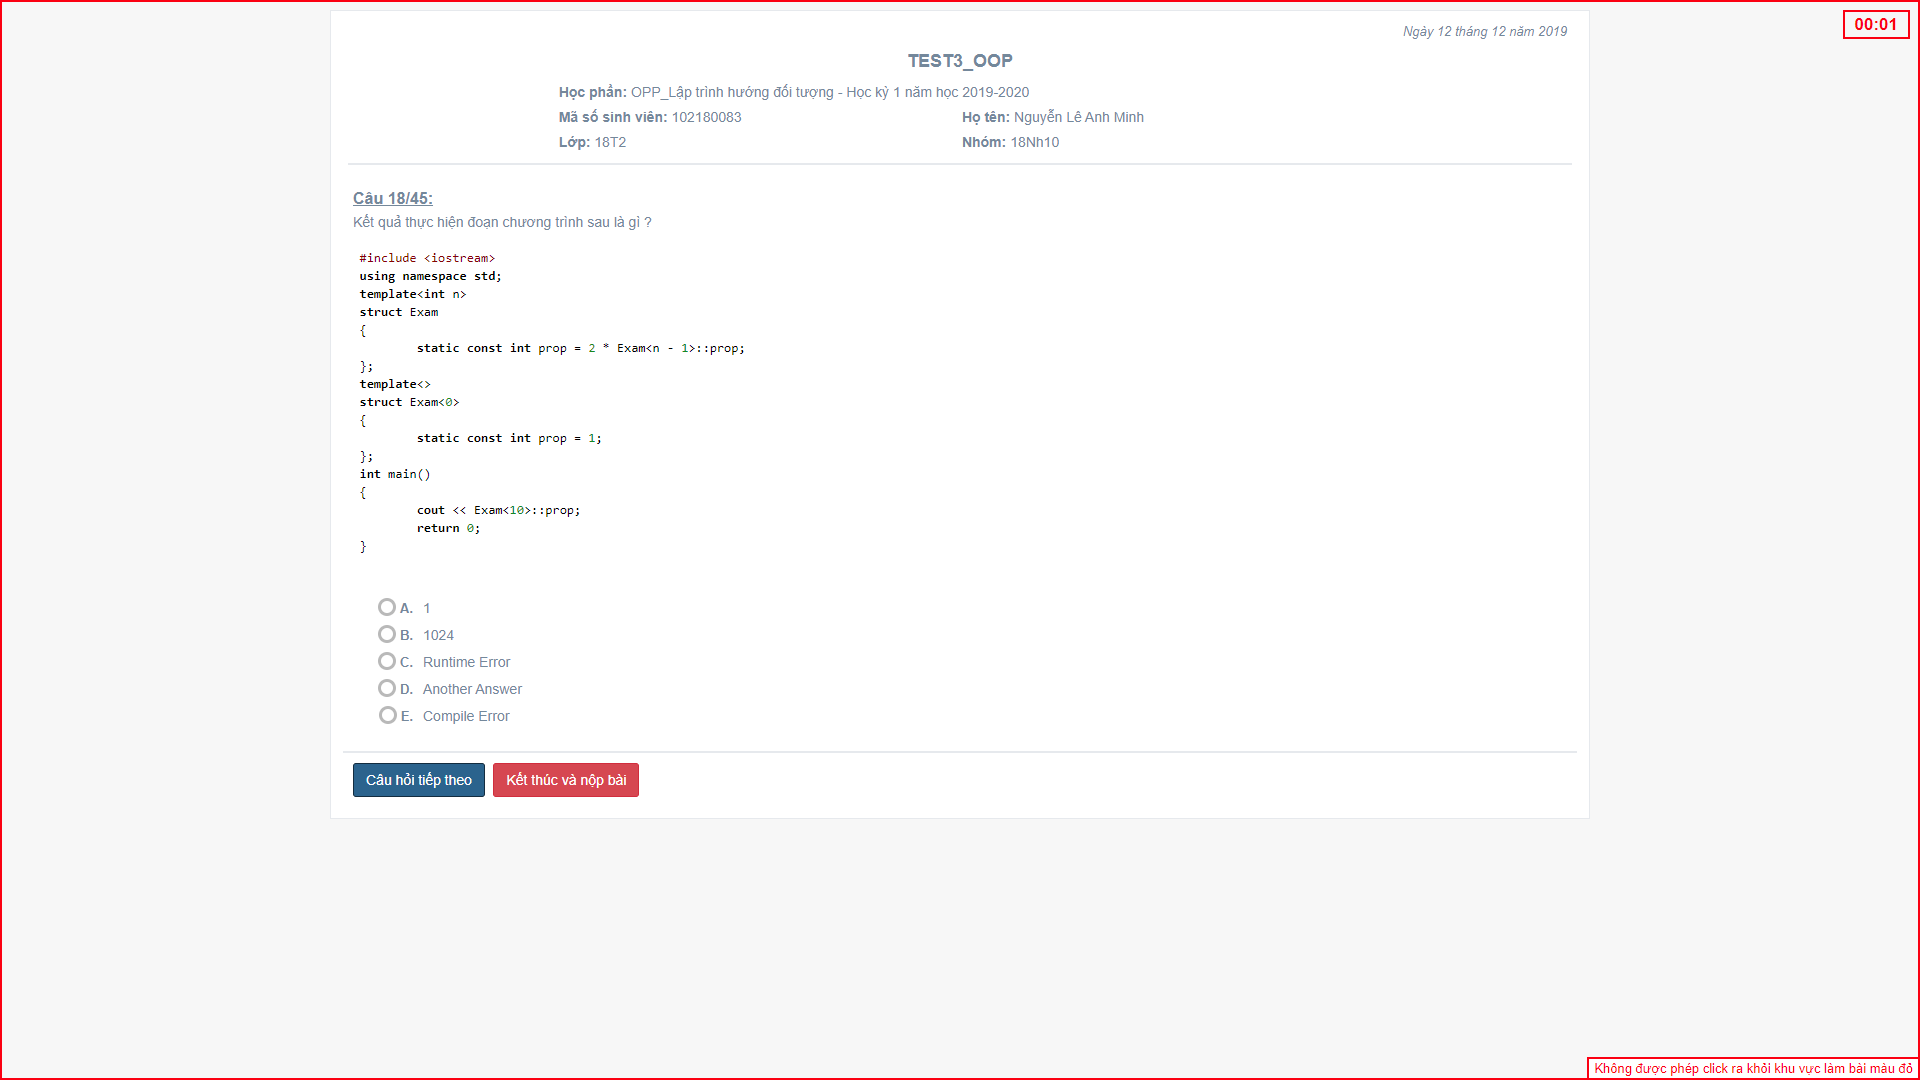 Ngày 12 tháng 12 năm 2019
00:01
TEST3_OOP
Học phần: OPP_Lập trình hướng đối tượng - Học kỳ 1 năm học 2019-2020
Mã số sinh viên: 102180083 Họ tên: Nguyễn Lê Anh Minh
Lớp: 18T2 Nhóm: 18Nh10
Câu 18/45:
Kết quả thực hiện đoạn chương trình sau là gì ?
#include <iostream>
using namespace std;
template<int n>
struct Exam
{
static const int prop = 2 * Exam<n - 1>::prop;
};
template<>
struct Exam<0>
{
static const int prop = 1;
};
int main()
{
cout << Exam<10>::prop;
return 0;
}
A. 1
B. 1024
C. Runtime Error
D. Another Answer
E. Compile Error
Câu hỏi tiếp theo Kết thúc và nộp bài
Không được phép click ra khỏi khu vực làm bài màu đỏ